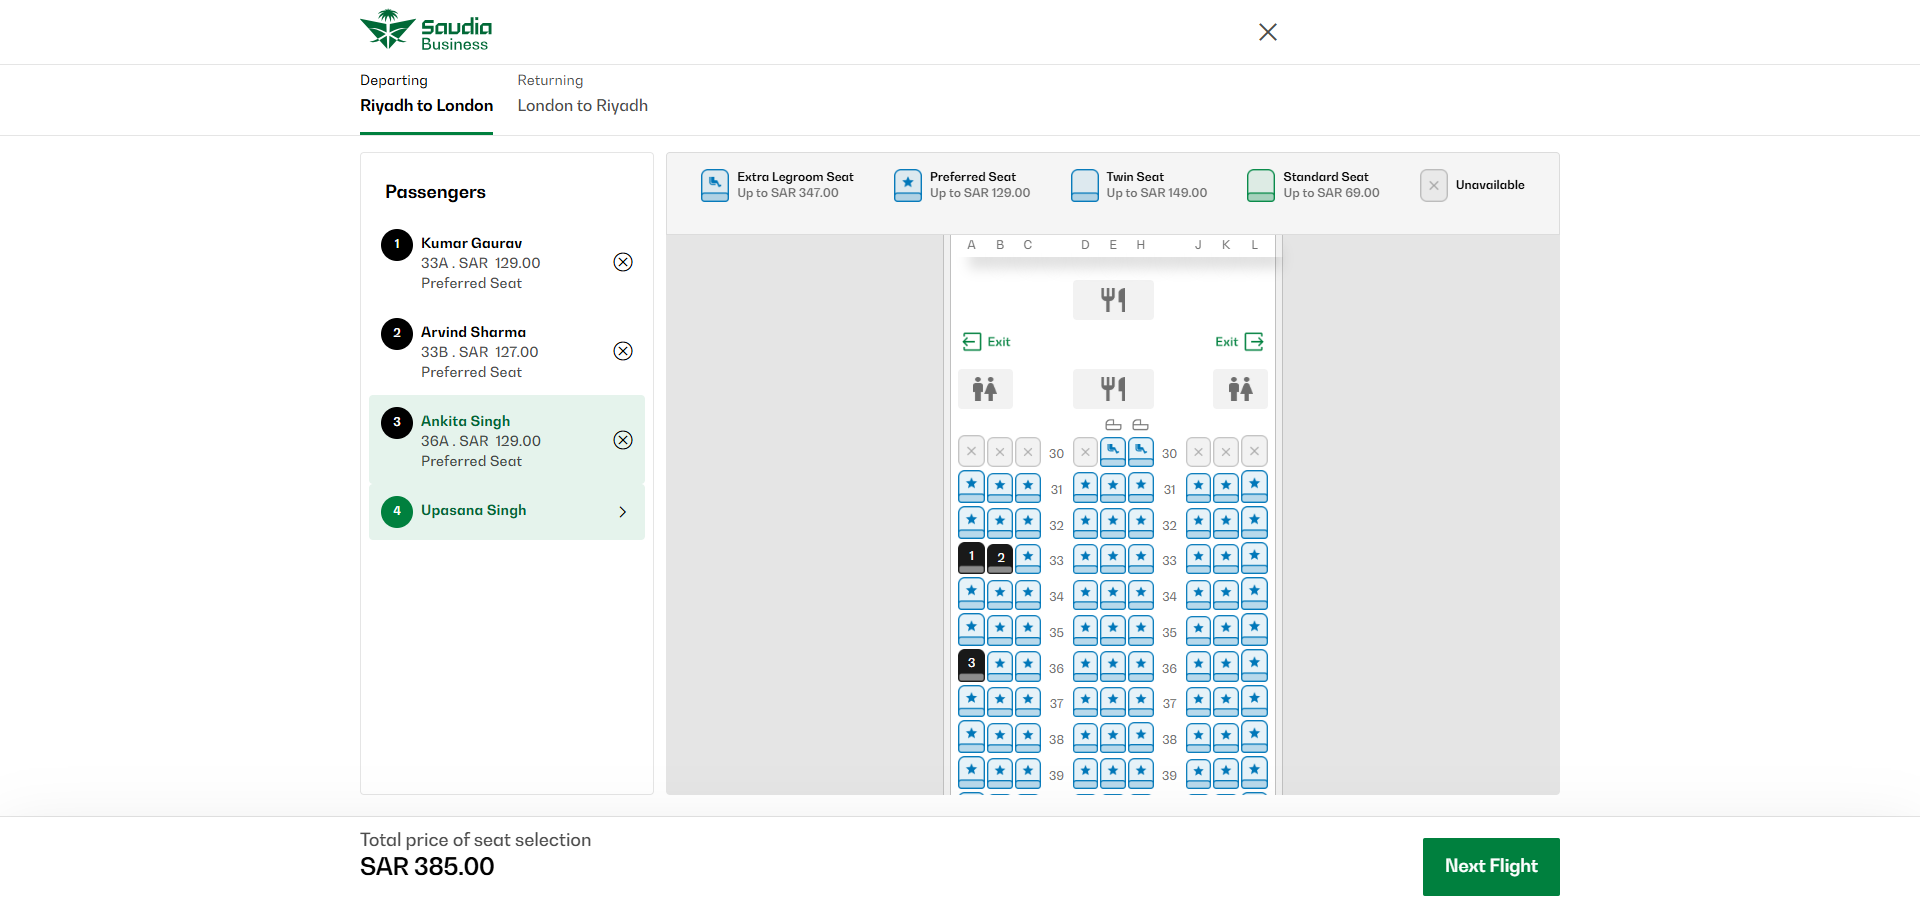 Saudia
Business
Departing
Riyadh to London
Returning
London to Riyadh
Passengers
1
Kumar Gaurav
33A . SAR 129.00
Preferred Seat
2
Arvind Sharma
33B . SAR 127.00
Preferred Seat
3
Ankita Singh
36A . SAR 129.00
Preferred Seat
4
Upasana Singh
Extra Legroom Seat
Up to SAR 347.00
Preferred Seat
Up to SAR 129.00
Twin Seat
Up to SAR 149.00
Standard Seat
Up to SAR 69.00
Unavailable
A B C D E H J K L
Exit Exit
30 30
31 31
32 32
1 2 33 33
34 34
35 35
3 36 36
37 37
38 38
39 39
Total price of seat selection
SAR 385.00
Next Flight